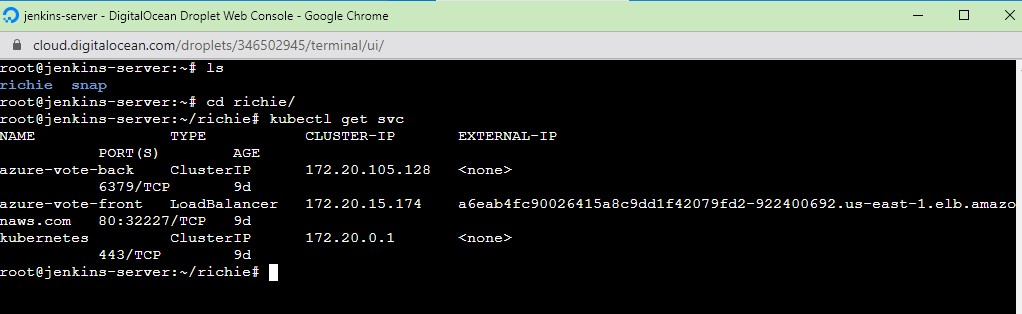 jenkins-server - DigitalOcean Droplet Web Console - Google Chrome
cloud.digitalocean.com/droplets/346502945/terminal/ui/
root@jenkins-server:~# ls
richie  snap
root@jenkins-server:~# cd richie/
root@jenkins-server:~/richie# kubectl get svc
NAME               TYPE           CLUSTER-IP       EXTERNAL-IP
           PORT(S)        AGE
azure-vote-back    ClusterIP      172.20.105.128   <none>
           6379/TCP       9d
azure-vote-front   LoadBalancer   172.20.15.174    a6eab4fc90026415a8c9dd1f42079fd2-922400692.us-east-1.elb.amazo
naws.com   80:32227/TCP   9d
kubernetes         ClusterIP      172.20.0.1       <none>
           443/TCP        9d
root@jenkins-server:~/richie#